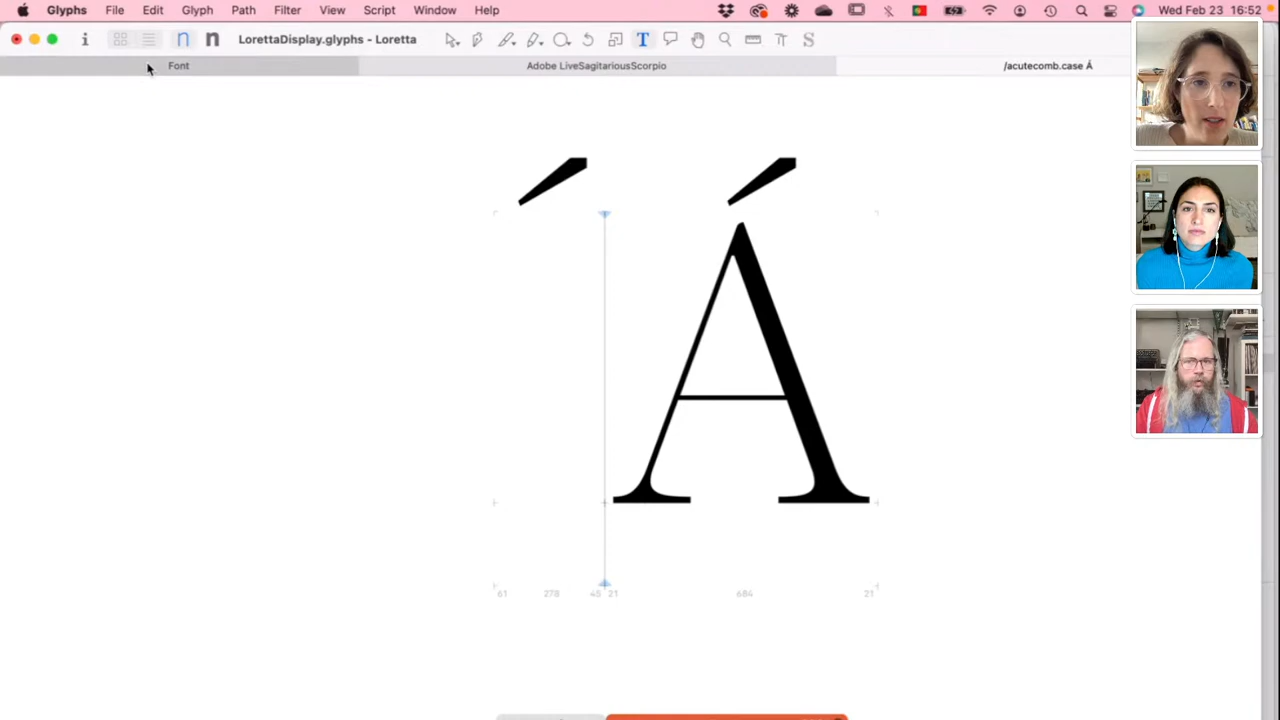 Glyphs File Edit Glyph Path Filter View Script Window Help Wed Feb 23 16:52
LorettaDisplay.glyphs - Loretta
Font Adobe LiveSagitariousScorpio /acutecomb.case Á
Á
61 278 45 21 684 21